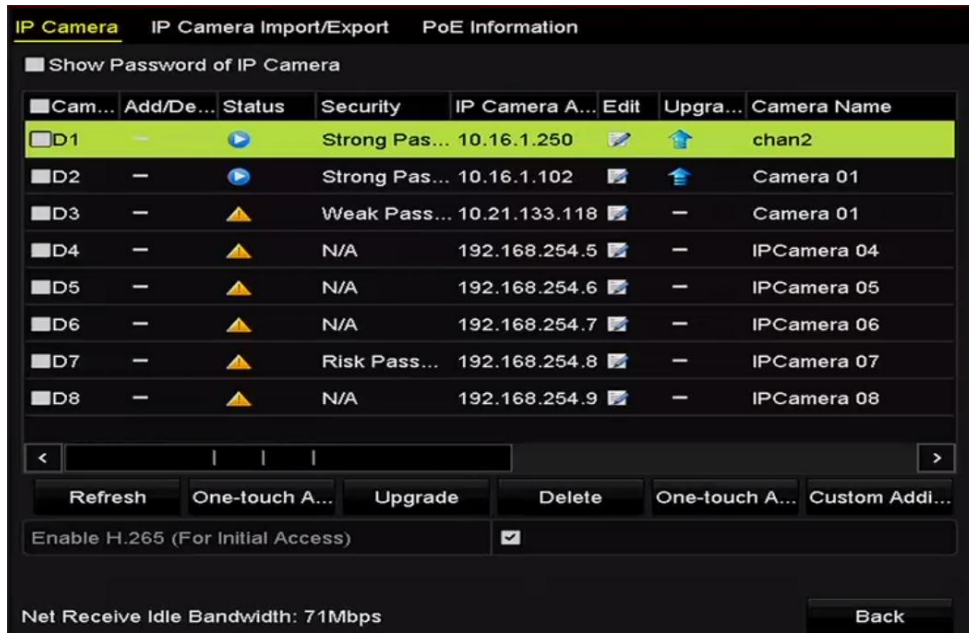 IP Camera IP Camera Import/Export PoE Information
Show Password of IP Camera
Cam... Add/De... Status Security IP Camera A... Edit Upgra... Camera Name
D1 – Strong Pas... 10.16.1.250 chan2
D2 – Strong Pas... 10.16.1.102 Camera 01
D3 – Weak Pass... 10.21.133.118 – Camera 01
D4 – N/A 192.168.254.5 – IPCamera 04
D5 – N/A 192.168.254.6 – IPCamera 05
D6 – N/A 192.168.254.7 – IPCamera 06
D7 – Risk Pass... 192.168.254.8 – IPCamera 07
D8 – N/A 192.168.254.9 – IPCamera 08
Refresh One-touch A... Upgrade Delete One-touch A... Custom Addi...
Enable H.265 (For Initial Access)
Net Receive Idle Bandwidth: 71Mbps Back